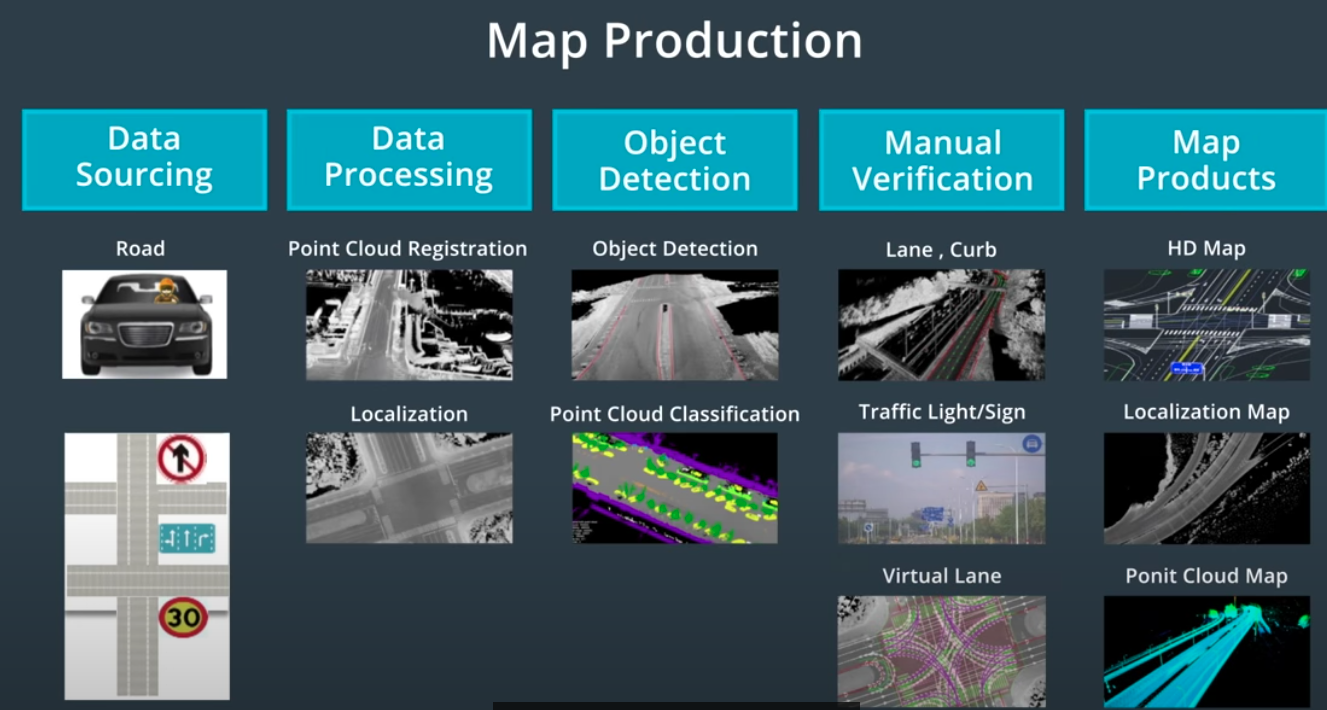 Map Production
Data
Sourcing
Data
Processing
Object
Detection
Manual
Verification
Map
Products
Road
Point Cloud Registration
Object Detection
Lane , Curb
HD Map
Localization
Point Cloud Classification
Traffic Light/Sign
Localization Map
30
Virtual Lane
Ponit Cloud Map